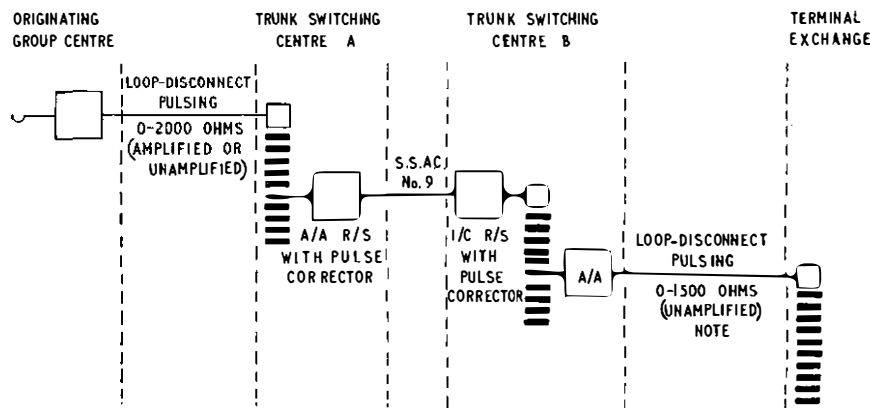 ORIGINATING
GROUP CENTRE
TRUNK SWITCHING
CENTRE A
TRUNK SWITCHING
CENTRE B
TERMINAL
EXCHANGE
LOOP-DISCONNECT
PULSING
0-2000 OHMS
(AMPLIFIED OR
UNAMPLIFIED)
S.S.A.C.
No. 9
A/A R/S
WITH PULSE
CORRECTOR
I/C R/S
WITH
PULSE
CORRECTOR
A/A
LOOP-DISCONNECT
PULSING
0-1500 OHMS
(UNAMPLIFIED)
NOTE